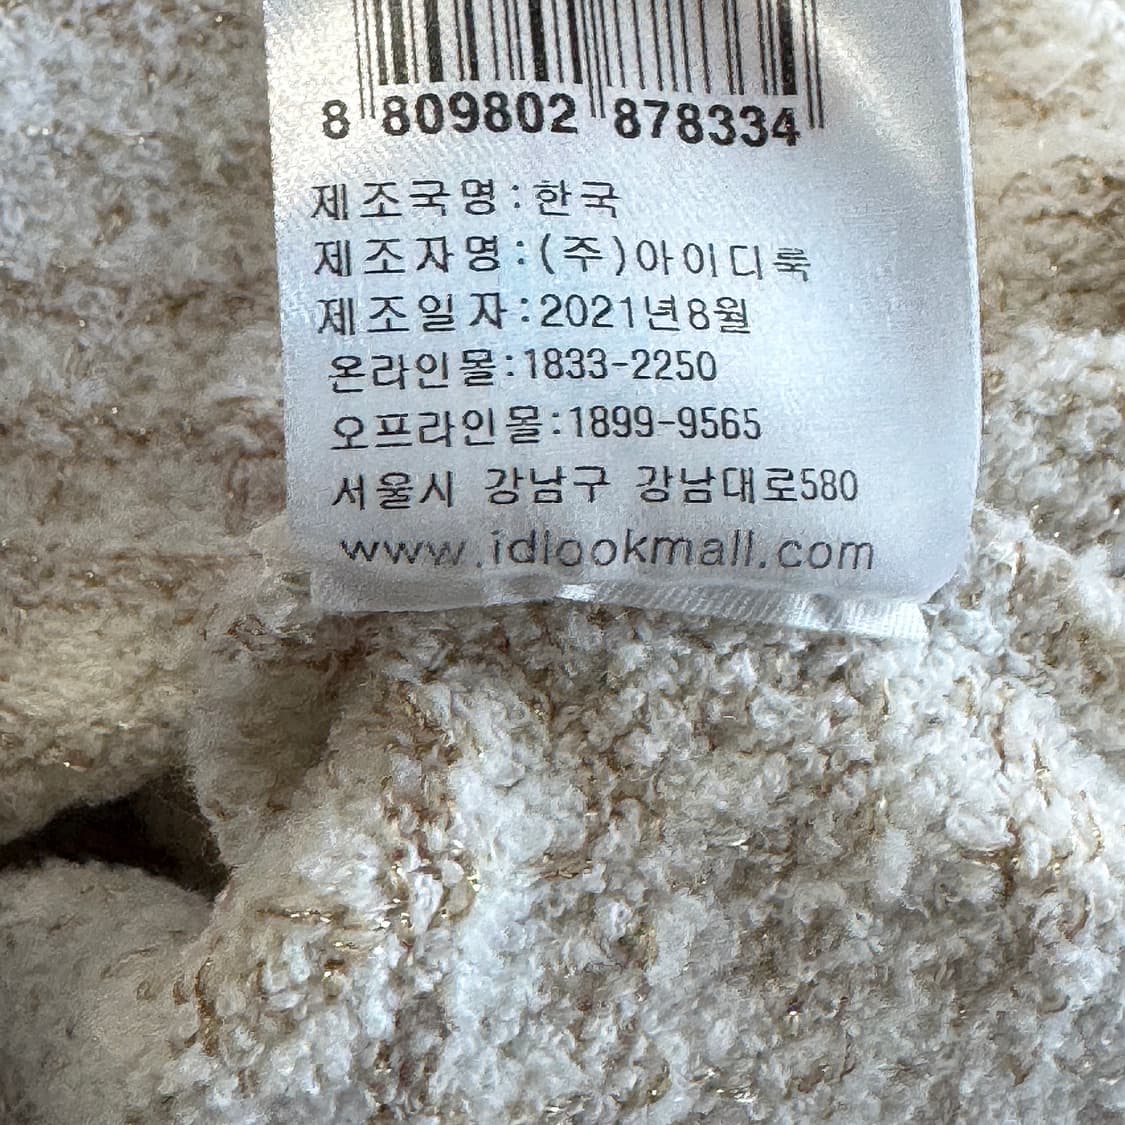 8 809802 878334
제조국명:한국
제조자명:(주)아이디룩
제조일자:2021년8월
온라인몰:1833-2250
오프라인몰:1899-9565
서울시 강남구 강남대로580
www.idlookmall.com